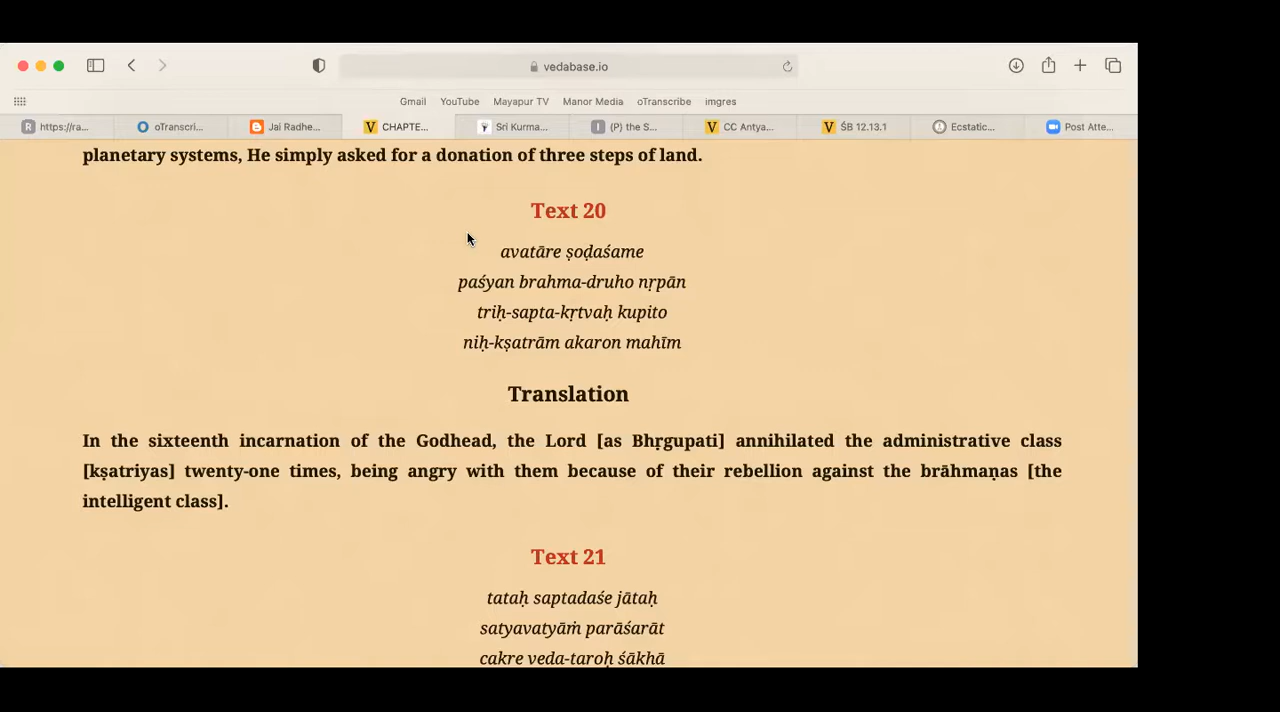 vedabase.io
Gmail YouTube Mayapur TV Manor Media oTranscribe imgres
https://ra... oTranscri... Jai Radhe... CHAPTE... Sri Kurma... (P) the S... CC Antya... ŚB 12.13.1 Ecstatic... Post Atte...
planetary systems, He simply asked for a donation of three steps of land.
Text 20
avatāre ṣoḍaśame
paśyan brahma-druho nṛpān
triḥ-sapta-kṛtvaḥ kupito
niḥ-kṣatrām akaron mahīm
Translation
In the sixteenth incarnation of the Godhead, the Lord [as Bhṛgupati] annihilated the administrative class
[kṣatriyas] twenty-one times, being angry with them because of their rebellion against the brāhmaṇas [the
intelligent class].
Text 21
tataḥ saptadaśe jātaḥ
satyavatyāṁ parāśarāt
cakre veda-taroḥ śākhā